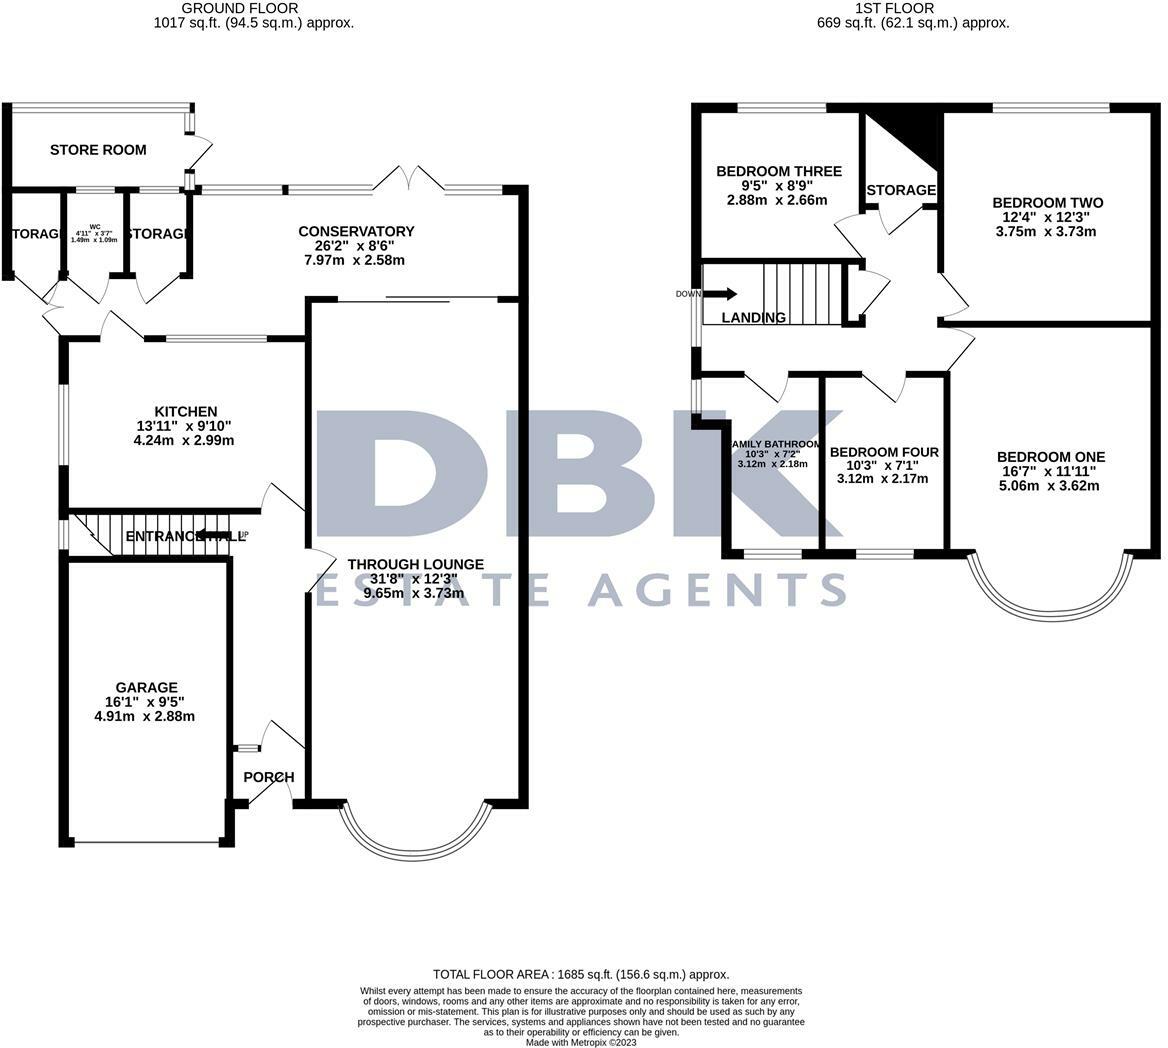 GROUND FLOOR
1017 sq.ft. (94.5 sq.m.) approx.
1ST FLOOR
669 sq.ft. (62.1 sq.m.) approx.
STORE ROOM
TORAGE
WC
4'11" x 3'7"
1.49m x 1.09m
STORAGE
CONSERVATORY
26'2" x 8'6"
7.97m x 2.58m
KITCHEN
13'11" x 9'10"
4.24m x 2.99m
ENTRANCE HALL
UP
THROUGH LOUNGE
31'8" x 12'3"
9.65m x 3.73m
GARAGE
16'1" x 9'5"
4.91m x 2.88m
PORCH
BEDROOM THREE
9'5" x 8'9"
2.88m x 2.66m
STORAGE
BEDROOM TWO
12'4" x 12'3"
3.75m x 3.73m
DOWN
LANDING
AMILY BATHROOM
10'3" x 7'2"
3.12m x 2.18m
BEDROOM FOUR
10'3" x 7'1"
3.12m x 2.17m
BEDROOM ONE
16'7" x 11'11"
5.06m x 3.62m
DBK
ESTATE AGENTS
TOTAL FLOOR AREA : 1685 sq.ft. (156.6 sq.m.) approx.
Whilst every attempt has been made to ensure the accuracy of the floorplan contained here, measurements
of doors, windows, rooms and any other items are approximate and no responsibility is taken for any error,
omission or mis-statement. This plan is for illustrative purposes only and should be used as such by any
prospective purchaser. The services, systems and appliances shown have not been tested and no guarantee
as to their operability or efficiency can be given.
Made with Metropix ©2023